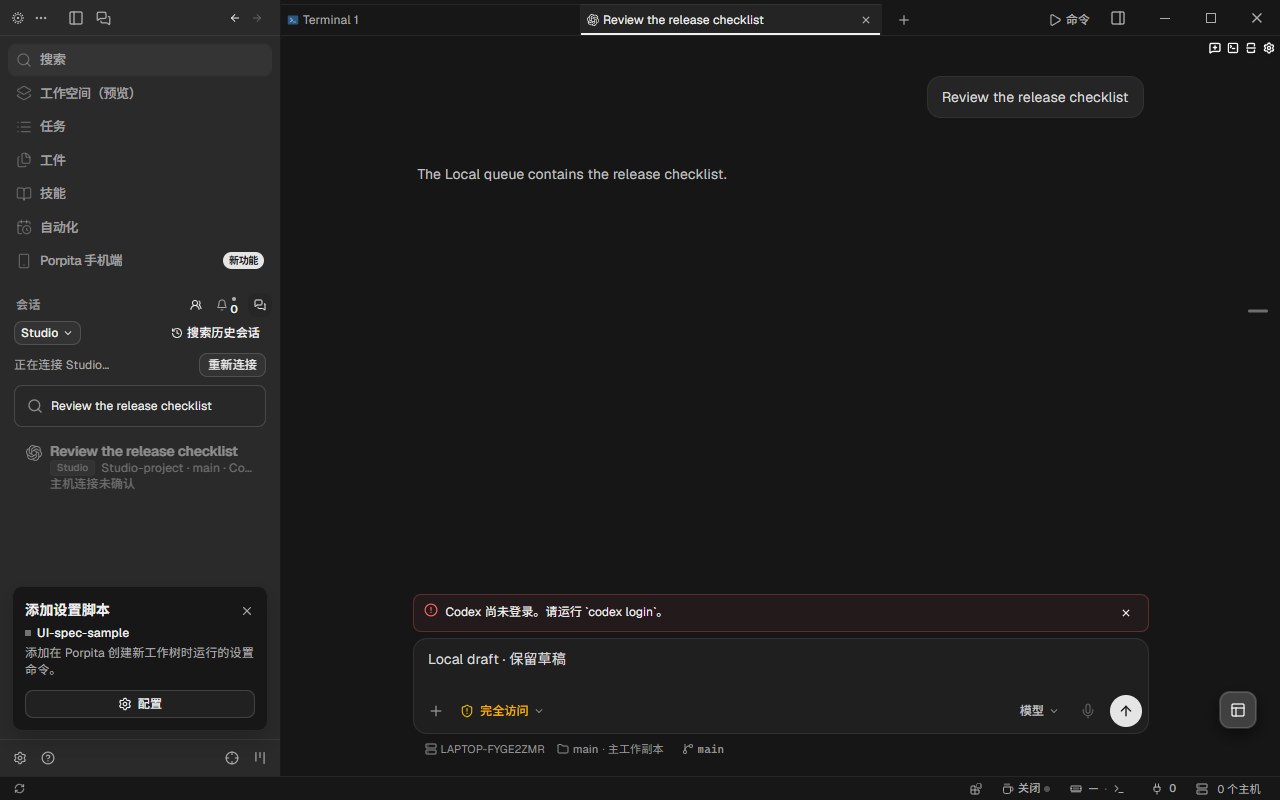 Terminal 1
Review the release checklist
命令
搜索
工作空间（预览）
任务
工件
技能
自动化
Porpita 手机端
新功能
会话
0
Studio
搜索历史会话
正在连接 Studio...
重新连接
Review the release checklist
Review the release checklist
Studio
Studio-project · main · Co...
主机连接未确认
添加设置脚本
UI-spec-sample
添加在 Porpita 创建新工作树时运行的设置
命令。
配置
Review the release checklist
The Local queue contains the release checklist.
Codex 尚未登录。请运行 `codex login`。
Local draft · 保留草稿
完全访问
模型
LAPTOP-FYGE2ZMR
main · 主工作副本
main
关闭
0
0 个主机